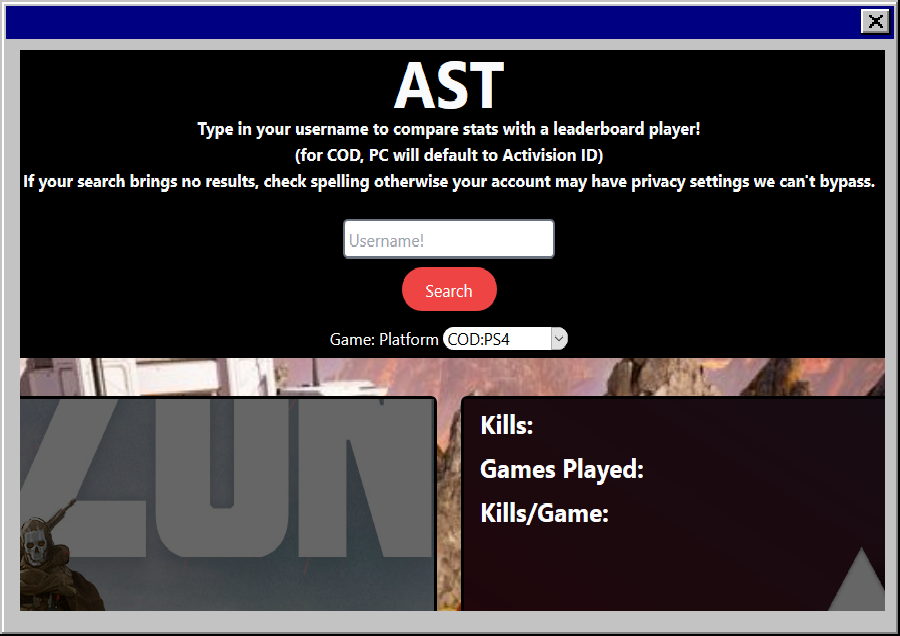 AST
Type in your username to compare stats with a leaderboard player!
(for COD, PC will default to Activision ID)
If your search brings no results, check spelling otherwise your account may have privacy settings we can't bypass.
Username!
Search
Game: Platform COD:PS4
ZON
Kills:
Games Played:
Kills/Game: